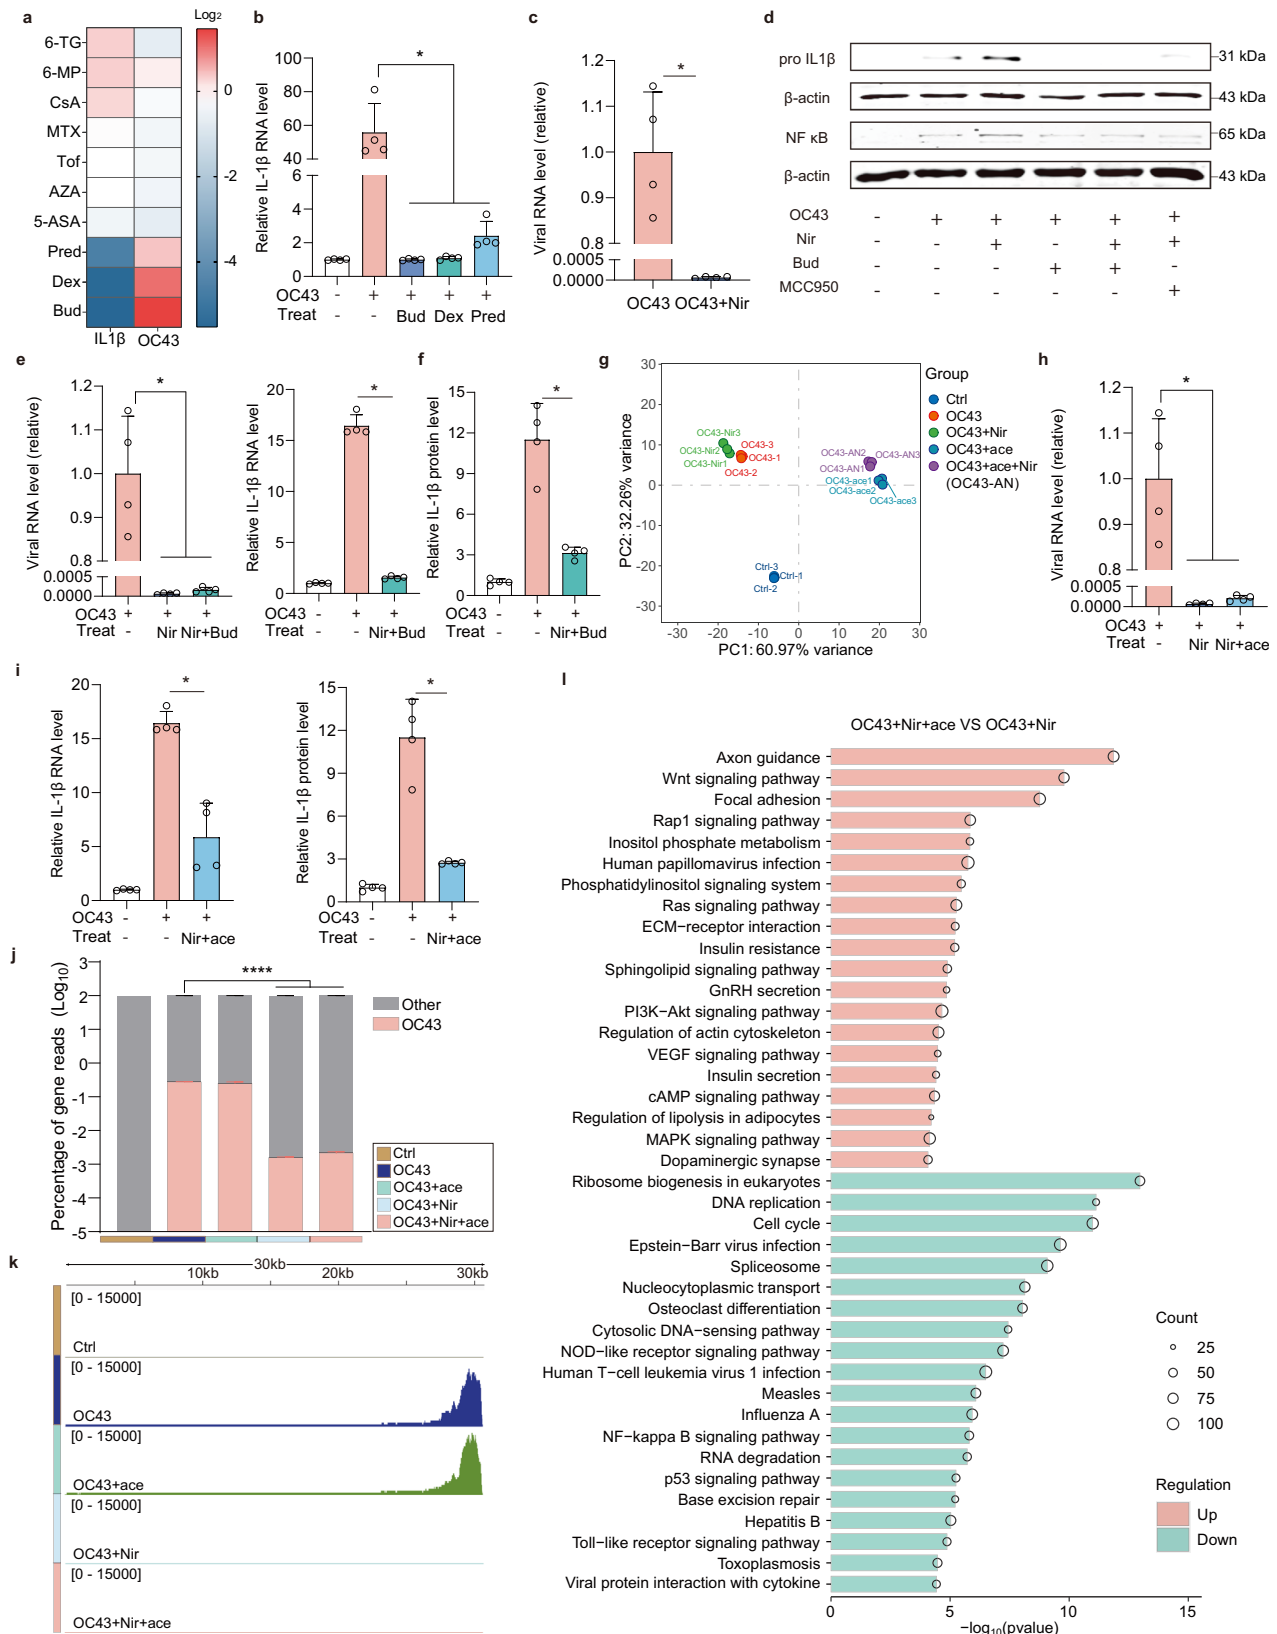 a
Log2
6-TG
6-MP
CsA
MTX
Tof
AZA
5-ASA
Pred
Dex
Bud
0
-2
-4
IL1β OC43
b
Relative IL-1β RNA level
100
80
60
40
6
4
2
0
*
OC43 - + + + +
Treat - - Bud Dex Pred
c
Viral RNA level (relative)
1.2
1.1
1.0
0.9
0.8
0.0005
0.0000
*
OC43 OC43+Nir
d
pro IL1β 31 kDa
β-actin 43 kDa
NF κB 65 kDa
β-actin 43 kDa
OC43 - + + + + +
Nir - - + - + +
Bud - - - + + -
MCC950 - - - - - +
e
Viral RNA level (relative)
1.2
1.1
1.0
0.9
0.8
0.0005
0.0000
*
OC43 + + +
Treat - Nir Nir+Bud
Relative IL-1β RNA level
20
15
10
5
0
*
OC43 - + +
Treat - - Nir+Bud
f
Relative IL-1β protein level
15
12
9
6
3
0
*
OC43 - + +
Treat - - Nir+Bud
g
PC2: 32.26% variance
30
20
10
0
-10
-20
-30
OC43-Nir3
OC43-Nir2
OC43-Nir1
OC43-3
OC43-1
OC43-2
OC43-AN2
OC43-AN3
OC43-AN1
OC43-ace1
OC43-ace2
OC43-ace3
Ctrl-3
Ctrl-1
Ctrl-2
-30 -20 -10 0 10 20 30
PC1: 60.97% variance
Group
Ctrl
OC43
OC43+Nir
OC43+ace
OC43+ace+Nir
(OC43-AN)
h
Viral RNA level (relative)
1.2
1.1
1.0
0.9
0.8
0.0005
0.0000
*
OC43 + + +
Treat - Nir Nir+ace
i
Relative IL-1β RNA level
20
15
10
5
0
*
OC43 - + +
Treat - - Nir+ace
Relative IL-1β protein level
15
12
9
6
3
0
*
OC43 - + +
Treat - - Nir+ace
j
Percentage of gene reads (Log10)
3
2
1
0
-1
-2
-3
-4
-5
****
Other
OC43
Ctrl
OC43
OC43+ace
OC43+Nir
OC43+Nir+ace
k
30kb
10kb 20kb 30kb
[0 - 15000]
Ctrl
[0 - 15000]
OC43
[0 - 15000]
OC43+ace
[0 - 15000]
OC43+Nir
[0 - 15000]
OC43+Nir+ace
l
OC43+Nir+ace VS OC43+Nir
Axon guidance
Wnt signaling pathway
Focal adhesion
Rap1 signaling pathway
Inositol phosphate metabolism
Human papillomavirus infection
Phosphatidylinositol signaling system
Ras signaling pathway
ECM−receptor interaction
Insulin resistance
Sphingolipid signaling pathway
GnRH secretion
PI3K−Akt signaling pathway
Regulation of actin cytoskeleton
VEGF signaling pathway
Insulin secretion
cAMP signaling pathway
Regulation of lipolysis in adipocytes
MAPK signaling pathway
Dopaminergic synapse
Ribosome biogenesis in eukaryotes
DNA replication
Cell cycle
Epstein−Barr virus infection
Spliceosome
Nucleocytoplasmic transport
Osteoclast differentiation
Cytosolic DNA−sensing pathway
NOD−like receptor signaling pathway
Human T−cell leukemia virus 1 infection
Measles
Influenza A
NF−kappa B signaling pathway
RNA degradation
p53 signaling pathway
Base excision repair
Hepatitis B
Toll−like receptor signaling pathway
Toxoplasmosis
Viral protein interaction with cytokine
0 5 10 15
−log10(pvalue)
Count
25
50
75
100
Regulation
Up
Down